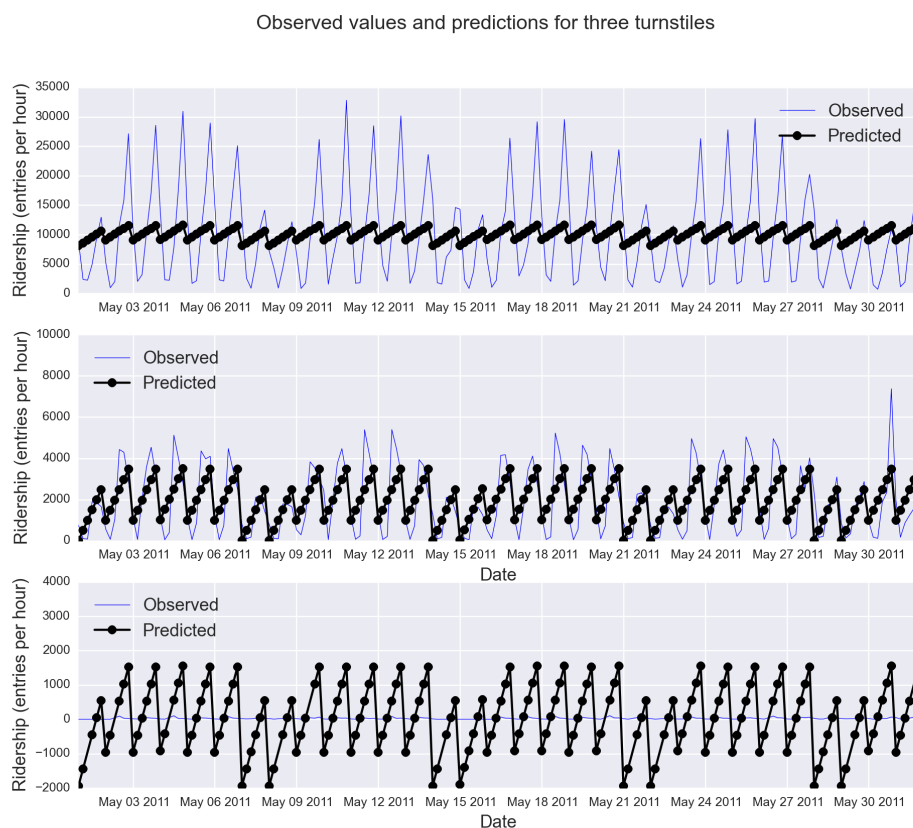 Observed values and predictions for three turnstiles
Ridership (entries per hour)
35000
30000
25000
20000
15000
10000
5000
0
Observed
Predicted
May 03 2011 May 06 2011 May 09 2011 May 12 2011 May 15 2011 May 18 2011 May 21 2011 May 24 2011 May 27 2011 May 30 2011
Ridership (entries per hour)
10000
8000
6000
4000
2000
0
Observed
Predicted
May 03 2011 May 06 2011 May 09 2011 May 12 2011 May 15 2011 May 18 2011 May 21 2011 May 24 2011 May 27 2011 May 30 2011
Date
Ridership (entries per hour)
4000
3000
2000
1000
0
−1000
−2000
Observed
Predicted
May 03 2011 May 06 2011 May 09 2011 May 12 2011 May 15 2011 May 18 2011 May 21 2011 May 24 2011 May 27 2011 May 30 2011
Date